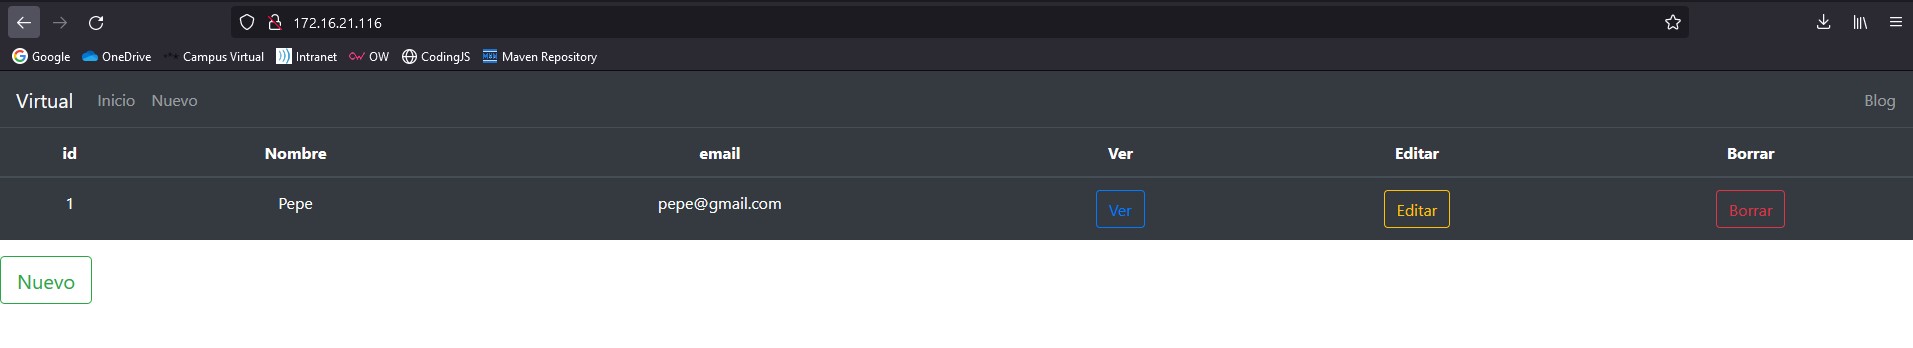 172.16.21.116
Google OneDrive Campus Virtual Intranet OW CodingJS Maven Repository
Virtual Inicio Nuevo Blog
id Nombre email Ver Editar Borrar
1 Pepe pepe@gmail.com Ver Editar Borrar
Nuevo